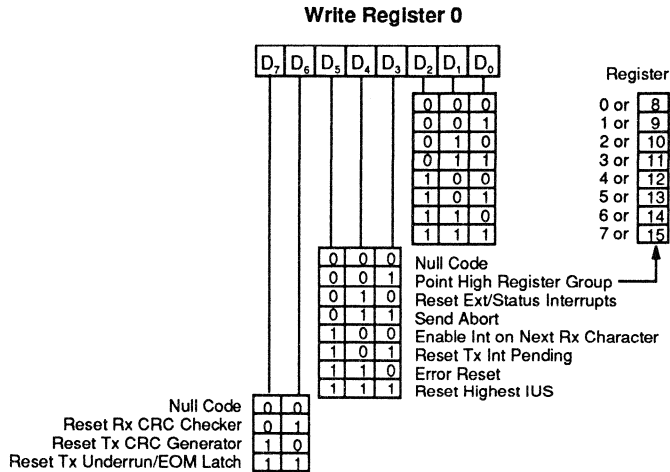 Write Register 0
D7 D6 D5 D4 D3 D2 D1 D0
Register
0 0 0 0 or 8
0 0 1 1 or 9
0 1 0 2 or 10
0 1 1 3 or 11
1 0 0 4 or 12
1 0 1 5 or 13
1 1 0 6 or 14
1 1 1 7 or 15
0 0 0 Null Code
0 0 1 Point High Register Group
0 1 0 Reset Ext/Status Interrupts
0 1 1 Send Abort
1 0 0 Enable Int on Next Rx Character
1 0 1 Reset Tx Int Pending
1 1 0 Error Reset
1 1 1 Reset Highest IUS
Null Code 0 0
Reset Rx CRC Checker 0 1
Reset Tx CRC Generator 1 0
Reset Tx Underrun/EOM Latch 1 1